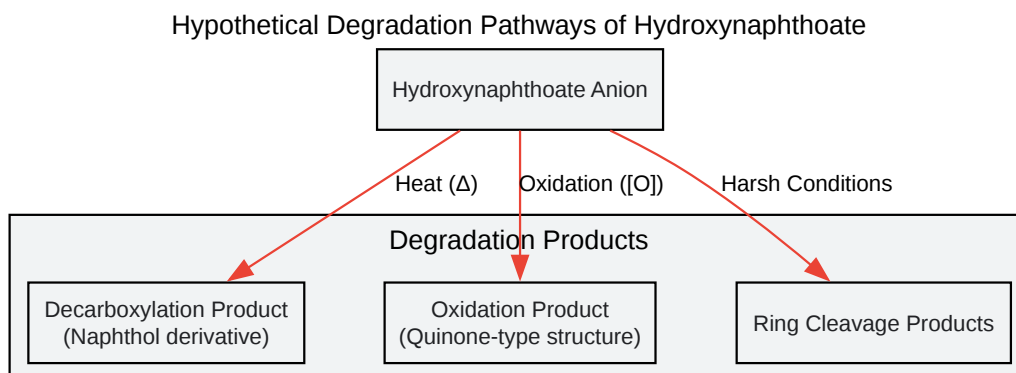 Hypothetical Degradation Pathways of Hydroxynaphthoate
Hydroxynaphthoate Anion
Heat (Δ)
Oxidation ([O])
Harsh Conditions
Degradation Products
Decarboxylation Product
(Naphthol derivative)
Oxidation Product
(Quinone-type structure)
Ring Cleavage Products